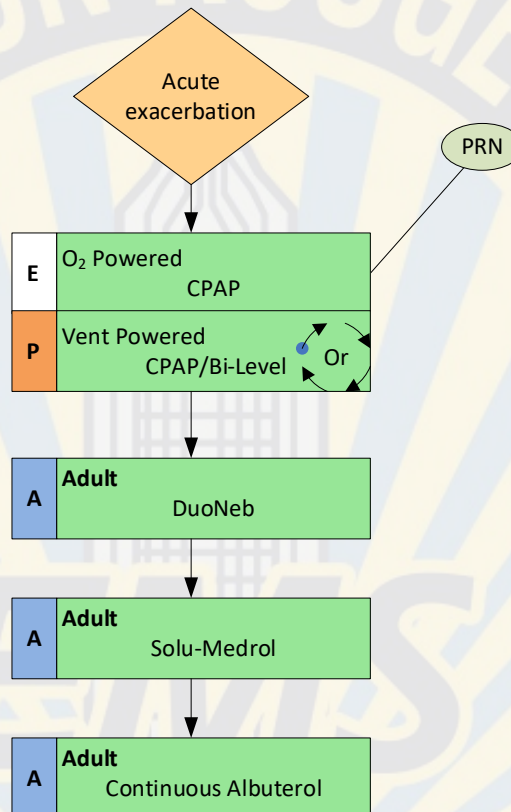 Acute
exacerbation
PRN
E
O₂ Powered
CPAP
P
Vent Powered
CPAP/Bi-Level
Or
A
Adult
DuoNeb
A
Adult
Solu-Medrol
A
Adult
Continuous Albuterol
EMS